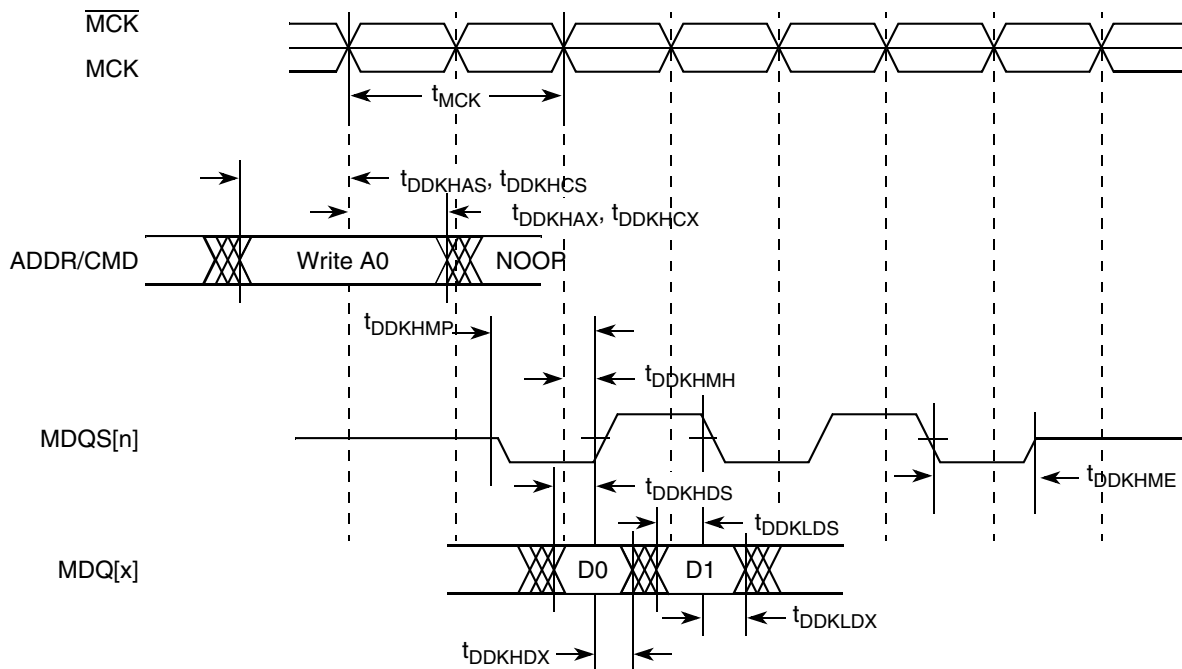 MCK
MCK
tMCK
tDDKHAS, tDDKHCS
tDDKHAX, tDDKHCX
ADDR/CMD
Write A0
NOOP
tDDKHMP
tDDKHMH
MDQS[n]
tDDKHDS
tDDKHME
tDDKLDS
MDQ[x]
D0
D1
tDDKLDX
tDDKHDX